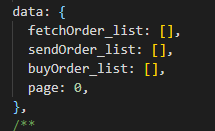 data: {
fetchOrder_list: [],
sendOrder_list: [],
buyOrder_list: [],
page: 0,
},
/**